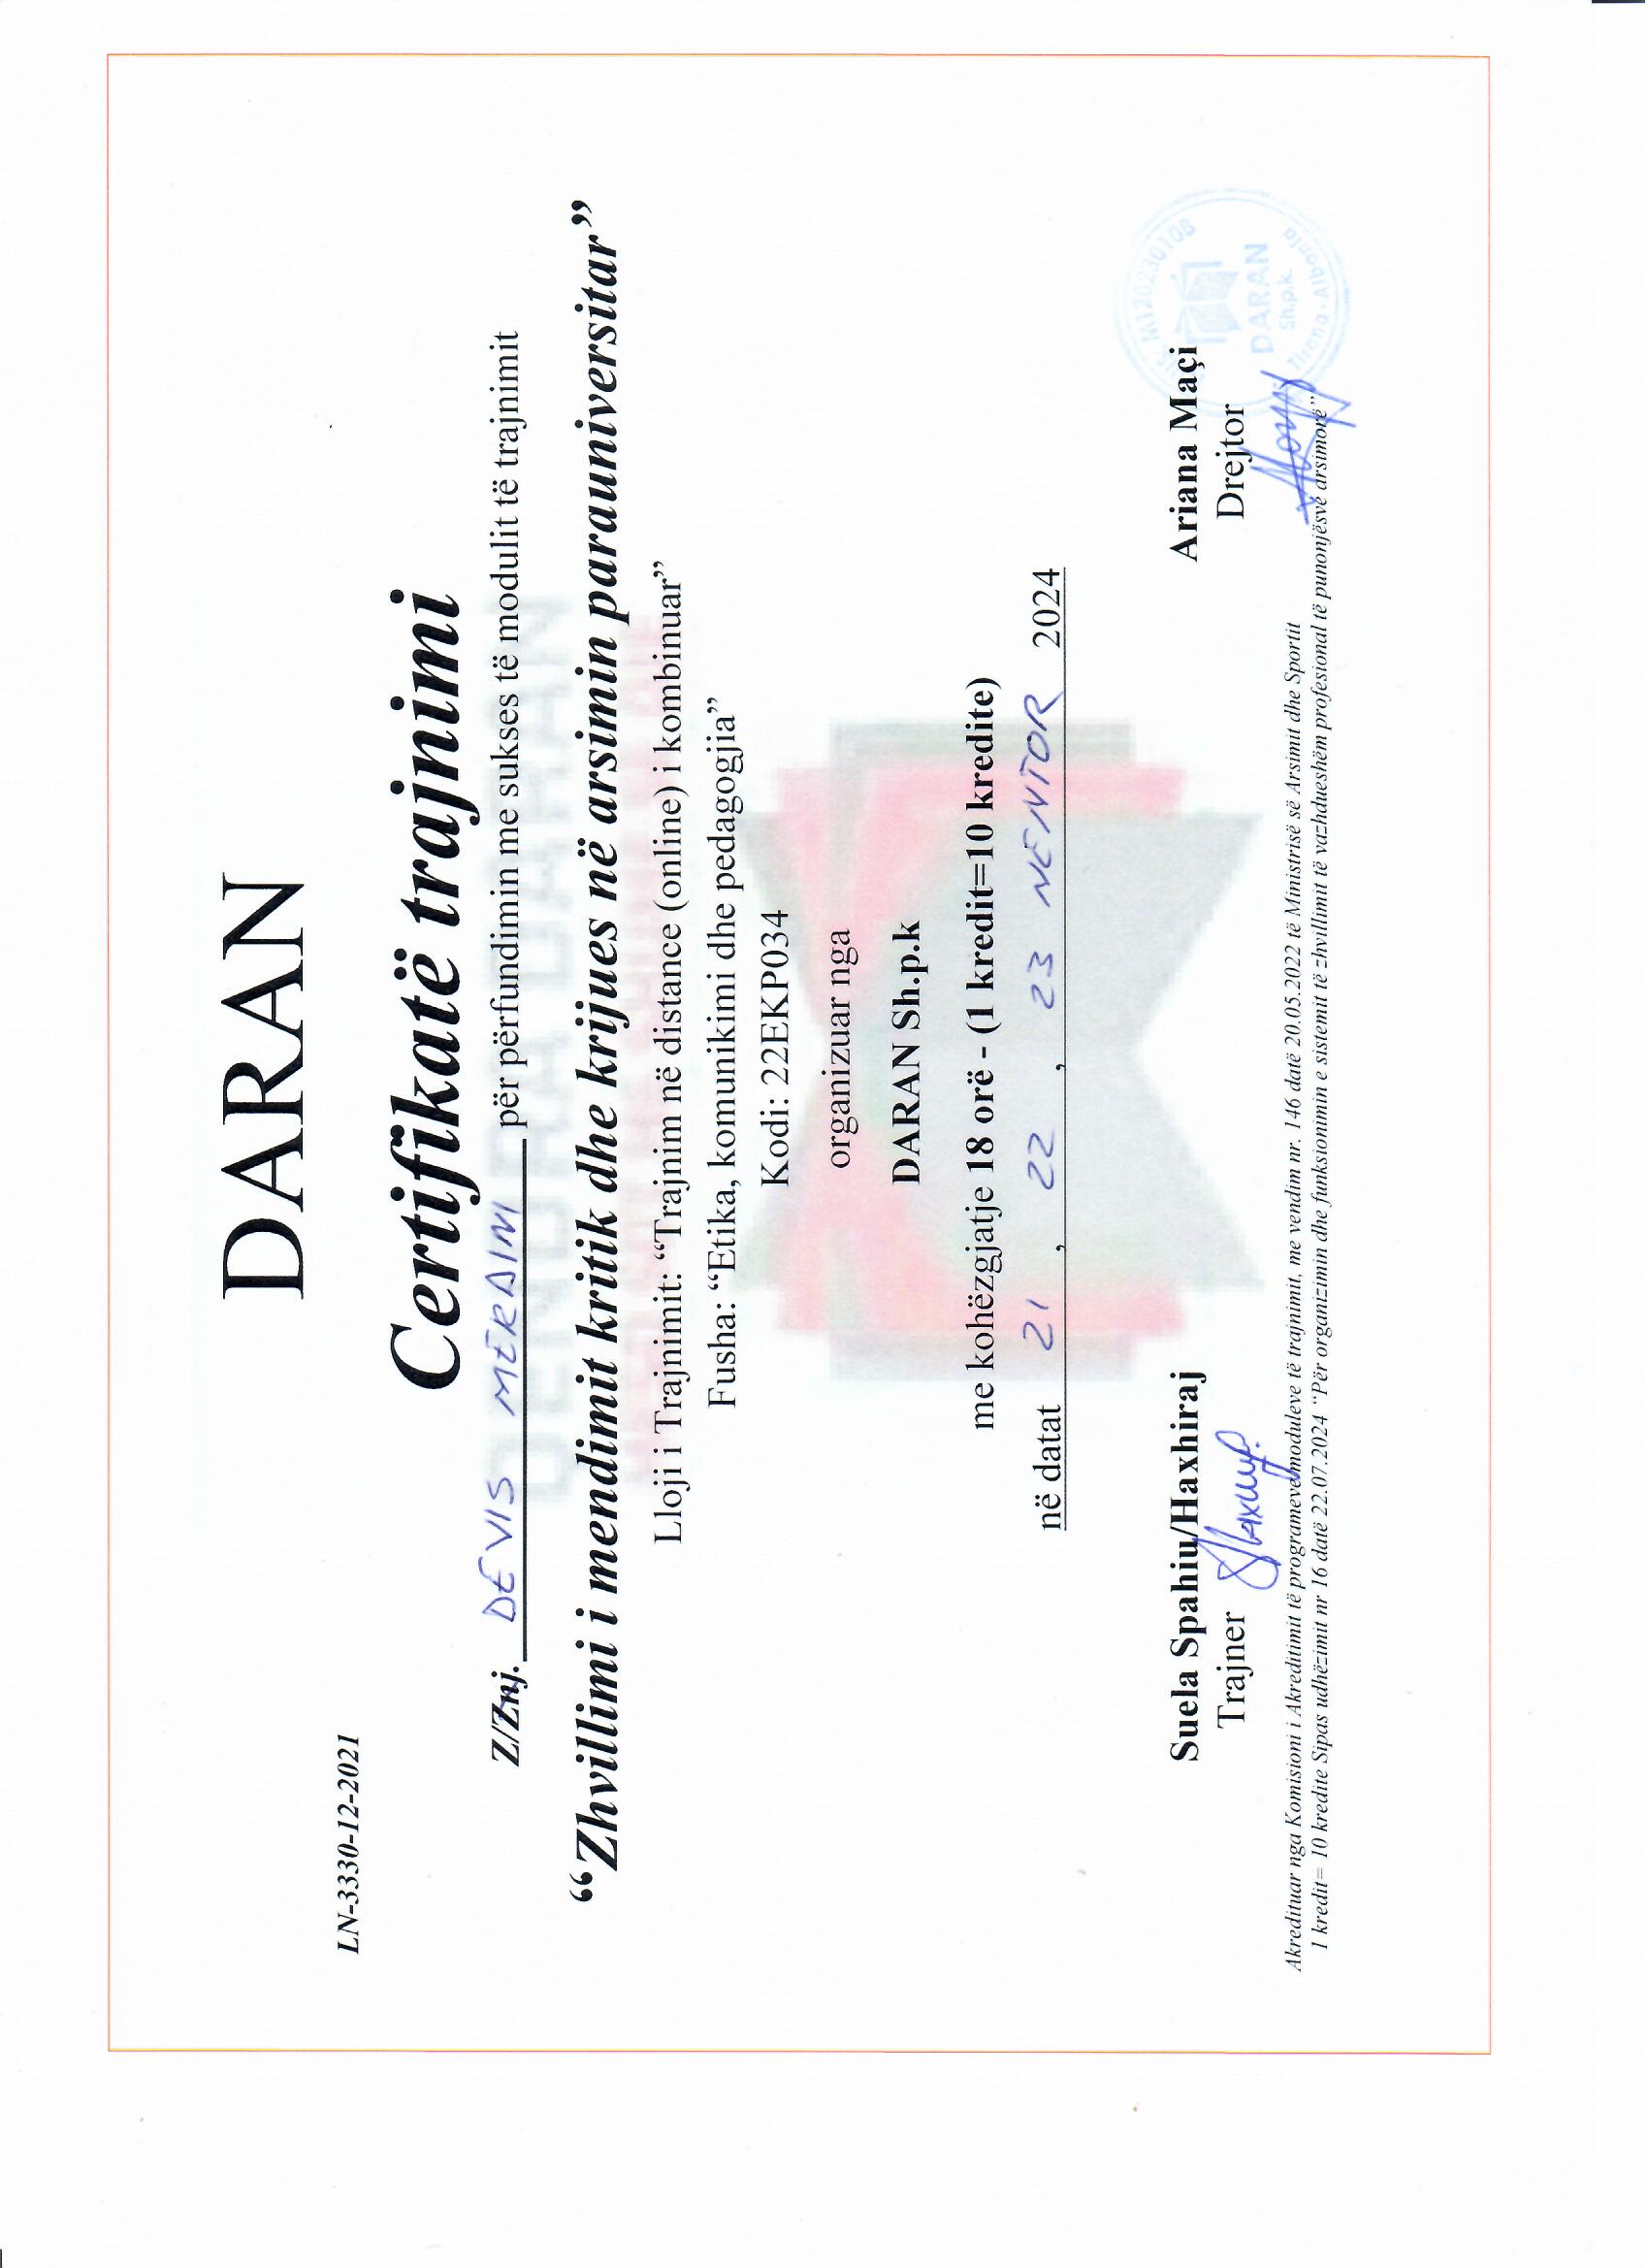 DARAN
LN-3330-12-2021
Certifikatë trajnimi
Z/Znj. DEVIS MERAIM për përfundimin me sukses të modulit të trajnimit
“Zhvillimi i mendimit kritik dhe krijues në arsimin parauniversitar”
Lloji i Trajnimit: “Trajnim në distance (online) i kombinuar”
Fusha: “Etika, komunikimi dhe pedagogjia”
Kodi: 22EKP034
organizuar nga
DARAN Sh.p.k
me kohëzgjatje 18 orë - (1 kredit=10 kredite)
në datat 21 , 22 , 23 NËNTOR 2024
Suela Spahiu/Haxhiraj
Trajner
Ariana Maçi
Drejtor
M12023010B
DARAN
Sh.p.k.
Tirana - Albania
Akredituar nga Komisioni i Akreditimit të programeve/moduleve të trajnimit, me vendim nr. 146 datë 20.05.2022 të Ministrisë së Arsimit dhe Sportit
1 kredit= 10 kredite Sipas udhëzimit nr 16 datë 22.07.2024 “Për organizimin dhe funksionimin e sistemit të zhvillimit të vazhdueshëm profesional të punonjësve arsimorë”